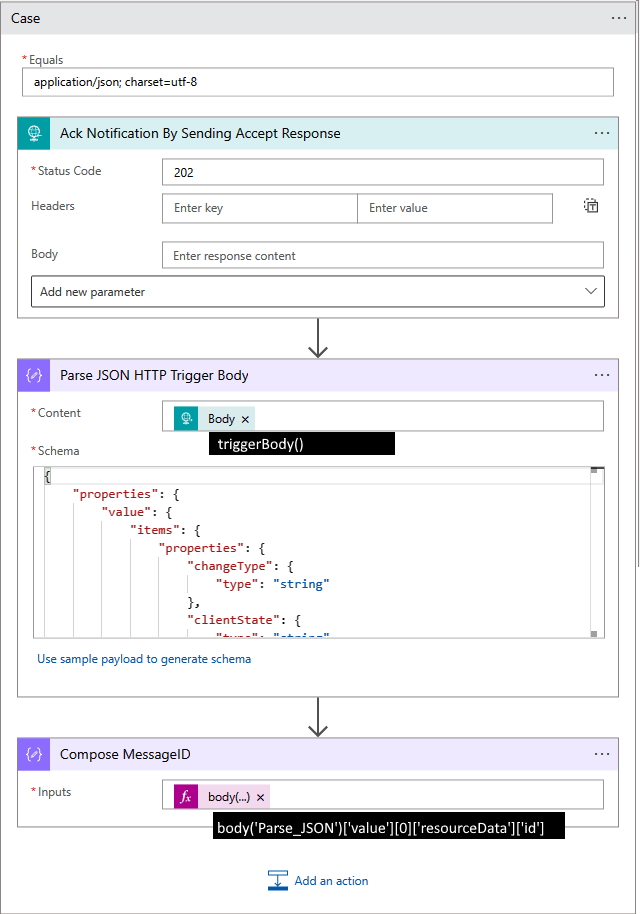 Case
* Equals
application/json; charset=utf-8
Ack Notification By Sending Accept Response
* Status Code
202
Headers
Enter key
Enter value
Body
Enter response content
Add new parameter
Parse JSON HTTP Trigger Body
* Content
Body ×
triggerBody()
* Schema
{
"properties": {
"value": {
"items": {
"properties": {
"changeType": {
"type": "string"
},
"clientState": {
"type": "string"
Use sample payload to generate schema
Compose MessageID
* Inputs
fx body(...) ×
body('Parse_JSON')['value'][0]['resourceData']['id']
Add an action